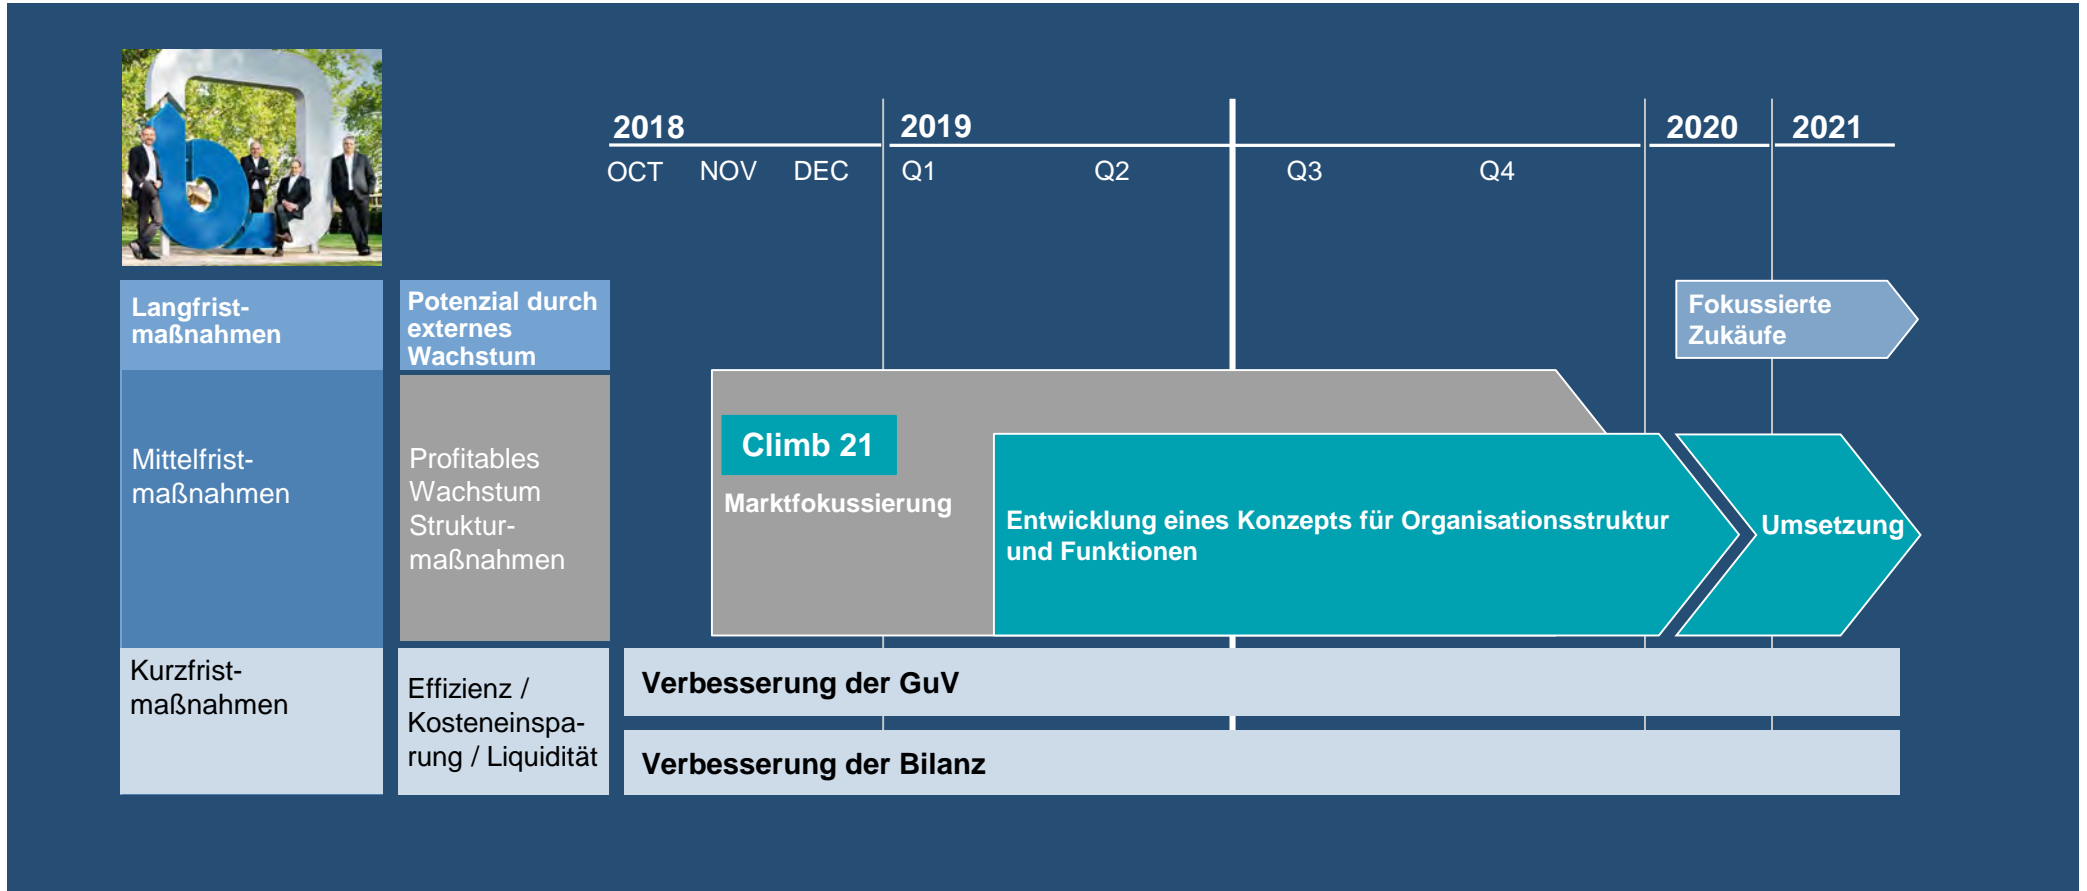 2018
2019
2020
2021
OCT
NOV
DEC
Q1
Q2
Q3
Q4
Langfrist-
maßnahmen
Potenzial durch
externes
Wachstum
Fokussierte
Zukäufe
Mittelfrist-
maßnahmen
Profitables
Wachstum
Struktur-
maßnahmen
Climb 21
Marktfokussierung
Entwicklung eines Konzepts für Organisationsstruktur
und Funktionen
Umsetzung
Kurzfrist-
maßnahmen
Effizienz /
Kosteneinspa-
rung / Liquidität
Verbesserung der GuV
Verbesserung der Bilanz